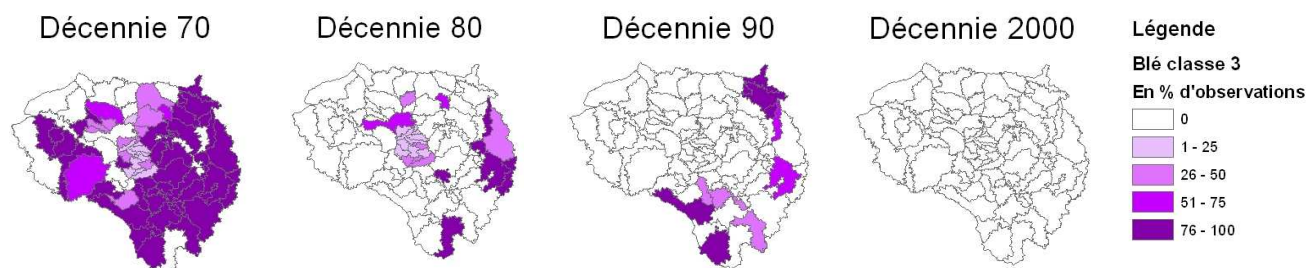 Décennie 70
Décennie 80
Décennie 90
Décennie 2000
Légende
Blé classe 3
En % d'observations
0
1 - 25
26 - 50
51 - 75
76 - 100